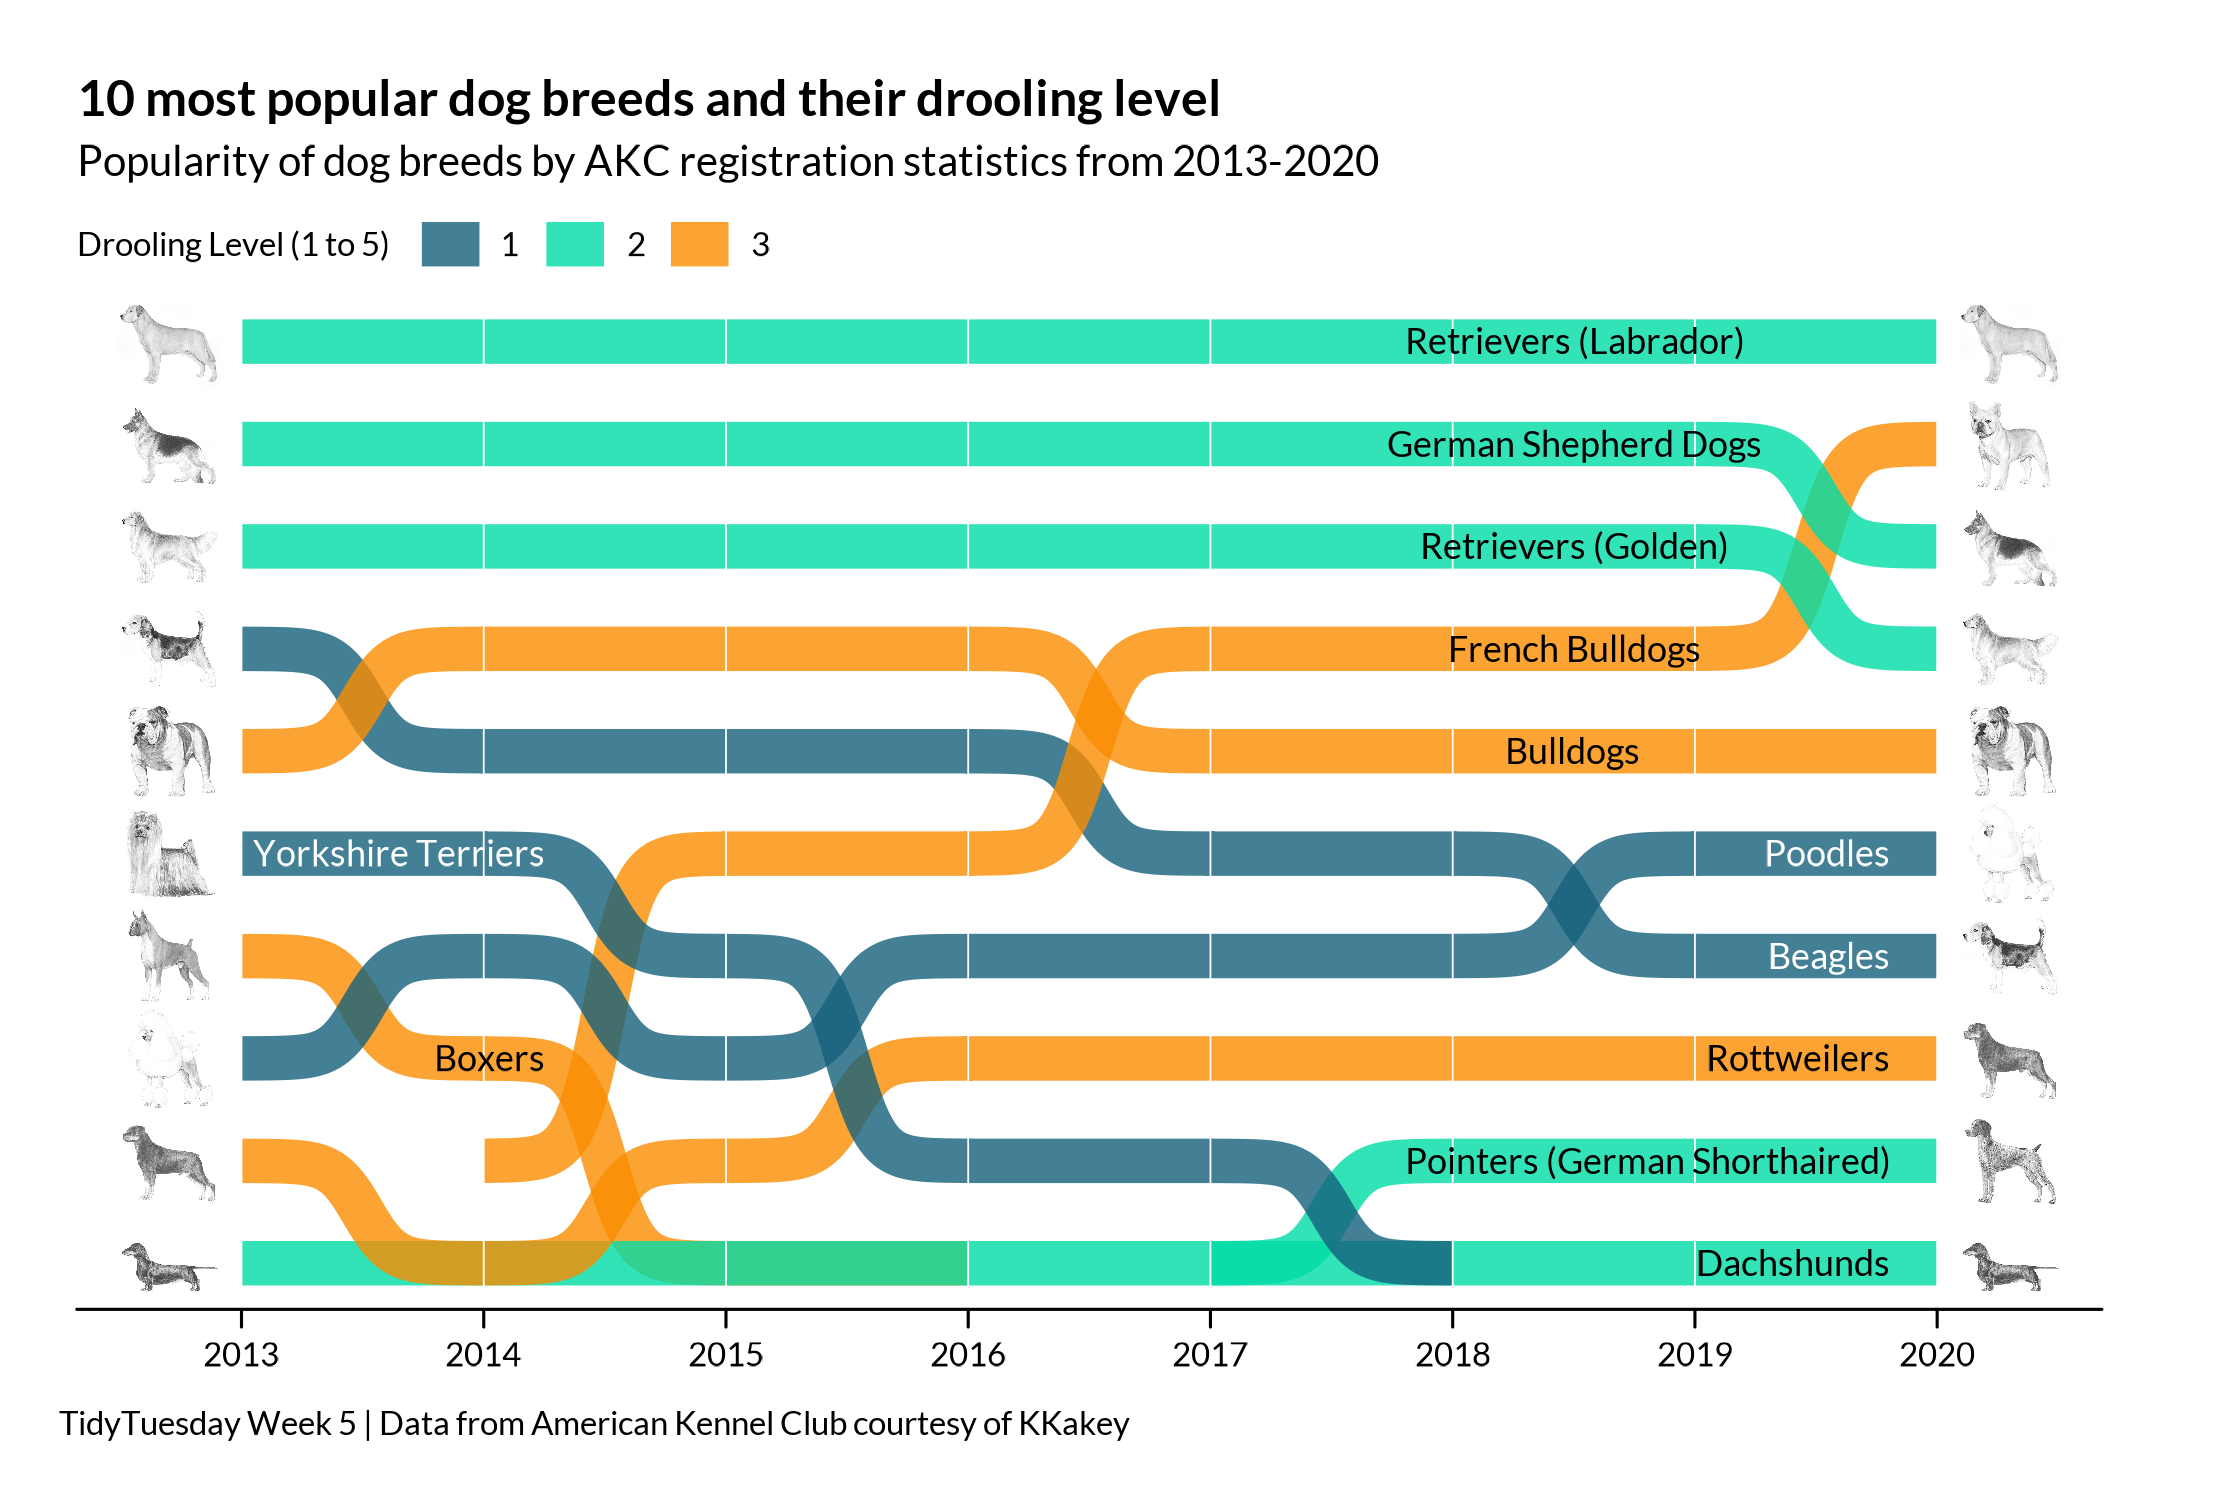 10 most popular dog breeds and their drooling level
Popularity of dog breeds by AKC registration statistics from 2013-2020
Drooling Level (1 to 5) 1 2 3
Retrievers (Labrador)
German Shepherd Dogs
Retrievers (Golden)
French Bulldogs
Bulldogs
Yorkshire Terriers
Poodles
Beagles
Boxers
Rottweilers
Pointers (German Shorthaired)
Dachshunds
2013 2014 2015 2016 2017 2018 2019 2020
TidyTuesday Week 5 | Data from American Kennel Club courtesy of KKakey